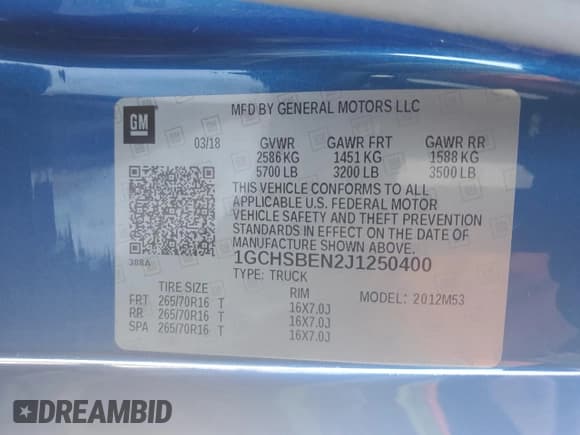 GM
MFD BY GENERAL MOTORS LLC
03/18 GVWR GAWR FRT GAWR RR
2586 KG 1451 KG 1588 KG
5700 LB 3200 LB 3500 LB
THIS VEHICLE CONFORMS TO ALL
APPLICABLE U.S. FEDERAL MOTOR
VEHICLE SAFETY AND THEFT PREVENTION
STANDARDS IN EFFECT ON THE DATE OF
MANUFACTURE SHOWN ABOVE.
388A
1GCHSBEN2J1250400
TYPE: TRUCK
TIRE SIZE RIM MODEL: 2012M53
FRT 265/70R16 T 16X7.0J
RR 265/70R16 T 16X7.0J
SPA 265/70R16 T 16X7.0J
DREAMBID